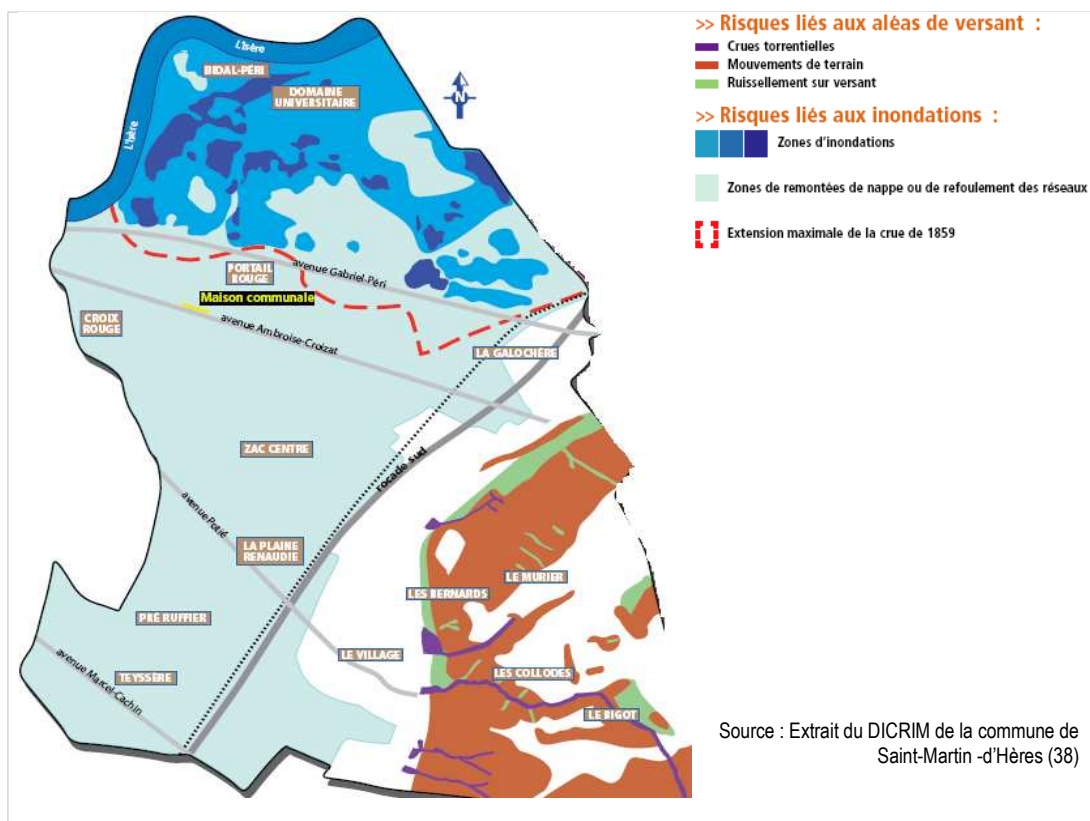 >> Risques liés aux aléas de versant :
Crues torrentielles
Mouvements de terrain
Ruissellement sur versant
>> Risques liés aux inondations :
Zones d'inondations
Zones de remontées de nappe ou de refoulement des réseaux
Extension maximale de la crue de 1859
L'Isère
BIDAL-PÉRI
DOMAINE
UNIVERSITAIRE
N
L'Isère
avenue Gabriel-Péri
PORTAIL
ROUGE
Maison communale
CROIX
ROUGE
avenue Ambroise-Croizat
LA GALOCHÈRE
ZAC CENTRE
rocade sud
avenue Potié
LA PLAINE
RENAUDIE
LE MURIER
LES BERNARDS
PRÉ RUFFIER
LE VILLAGE
LES COLLODES
TEYSSÈRE
avenue Marcel-Cachin
LE BIGOT
Source : Extrait du DICRIM de la commune de
Saint-Martin -d'Hères (38)